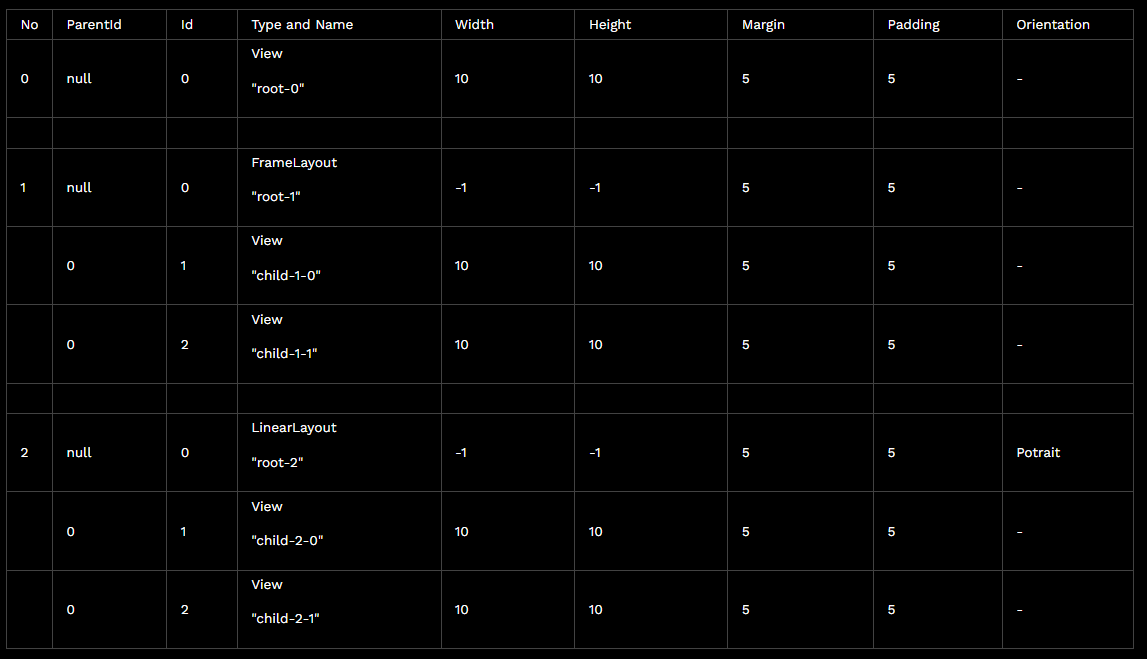 No ParentId Id Type and Name Width Height Margin Padding Orientation
View
0 null 0 10 10 5 5 -
"root-0"
FrameLayout
1 null 0 -1 -1 5 5 -
"root-1"
View
0 1 10 10 5 5 -
"child-1-0"
View
0 2 10 10 5 5 -
"child-1-1"
LinearLayout
2 null 0 -1 -1 5 5 Potrait
"root-2"
View
0 1 10 10 5 5 -
"child-2-0"
View
0 2 10 10 5 5 -
"child-2-1"